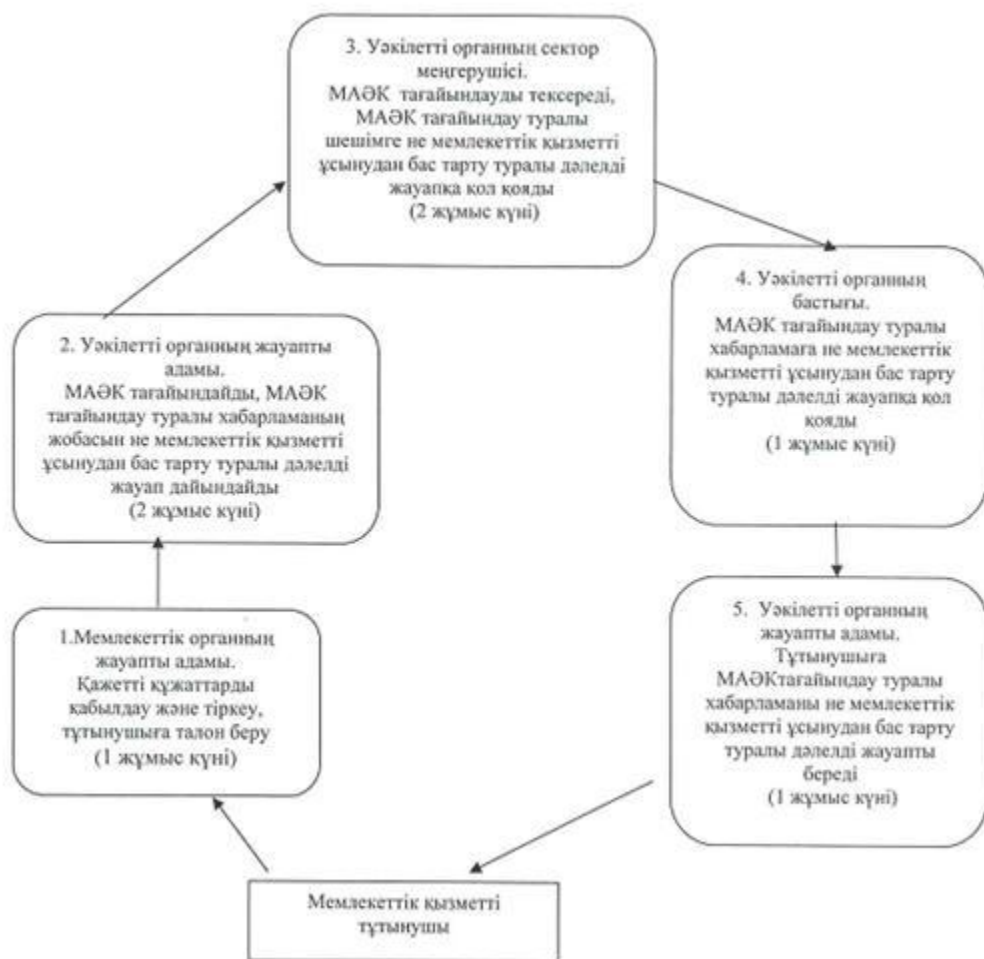 3. Уәкілетті органның сектор
меңгерушісі.
МАӘК тағайындауды тексереді,
МАӘК тағайындау туралы
шешімге не мемлекеттік қызметті
ұсынудан бас тарту туралы дәлелді
жауапқа қол қояды
(2 жұмыс күні)
4. Уәкілетті органның
бастығы.
МАӘК тағайындау туралы
хабарламаға не мемлекеттік
қызметті ұсынудан бас тарту
туралы дәлелді жауапқа қол
қояды
(1 жұмыс күні)
2. Уәкілетті органның жауапты
адамы.
МАӘК тағайындайды, МАӘК
тағайындау туралы хабарламаның
жобасын не мемлекеттік қызметті
ұсынудан бас тарту туралы дәлелді
жауап дайындайды
(2 жұмыс күні)
1.Мемлекеттік органның
жауапты адамы.
Қажетті құжаттарды
қабылдау және тіркеу,
тұтынушыға талон беру
(1 жұмыс күні)
5. Уәкілетті органның
жауапты адамы.
Тұтынушыға
МАӘКтағайындау туралы
хабарламаны не мемлекеттік
қызметті ұсынудан бас тарту
туралы дәлелді жауапты
береді
(1 жұмыс күні)
Мемлекеттік қызметті
тұтынушы